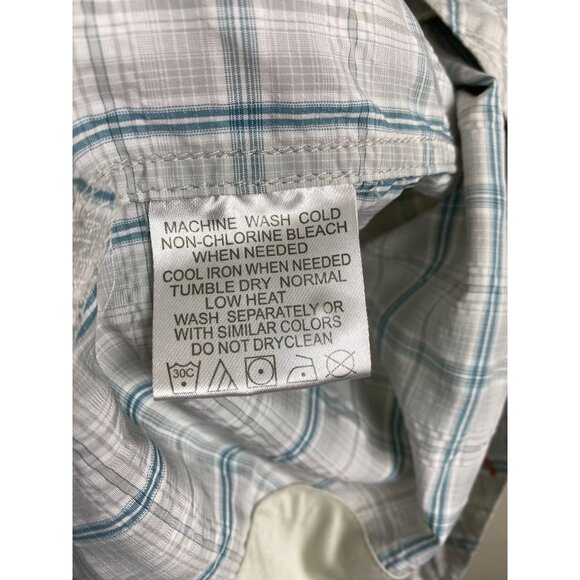 MACHINE WASH COLD
NON-CHLORINE BLEACH
WHEN NEEDED
COOL IRON WHEN NEEDED
TUMBLE DRY NORMAL
LOW HEAT
WASH SEPARATELY OR
WITH SIMILAR COLORS
DO NOT DRYCLEAN
30C